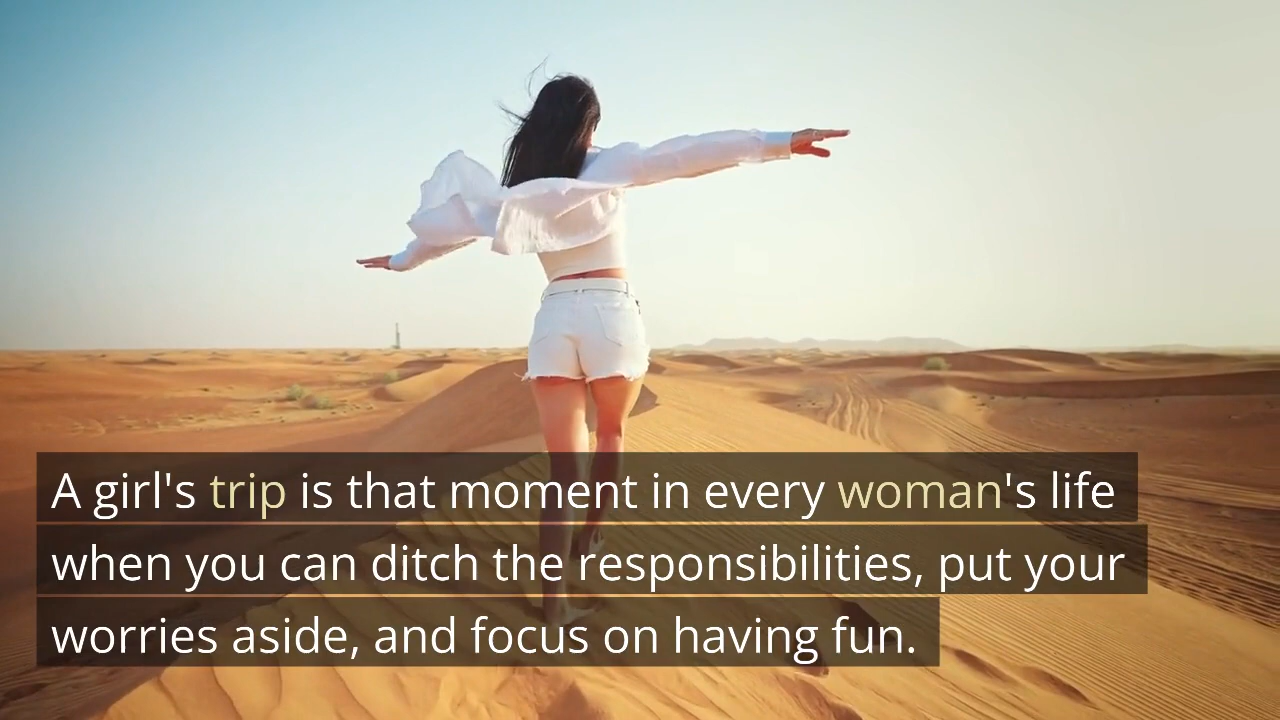 A girl's trip is that moment in every woman's life
when you can ditch the responsibilities, put your
worries aside, and focus on having fun.